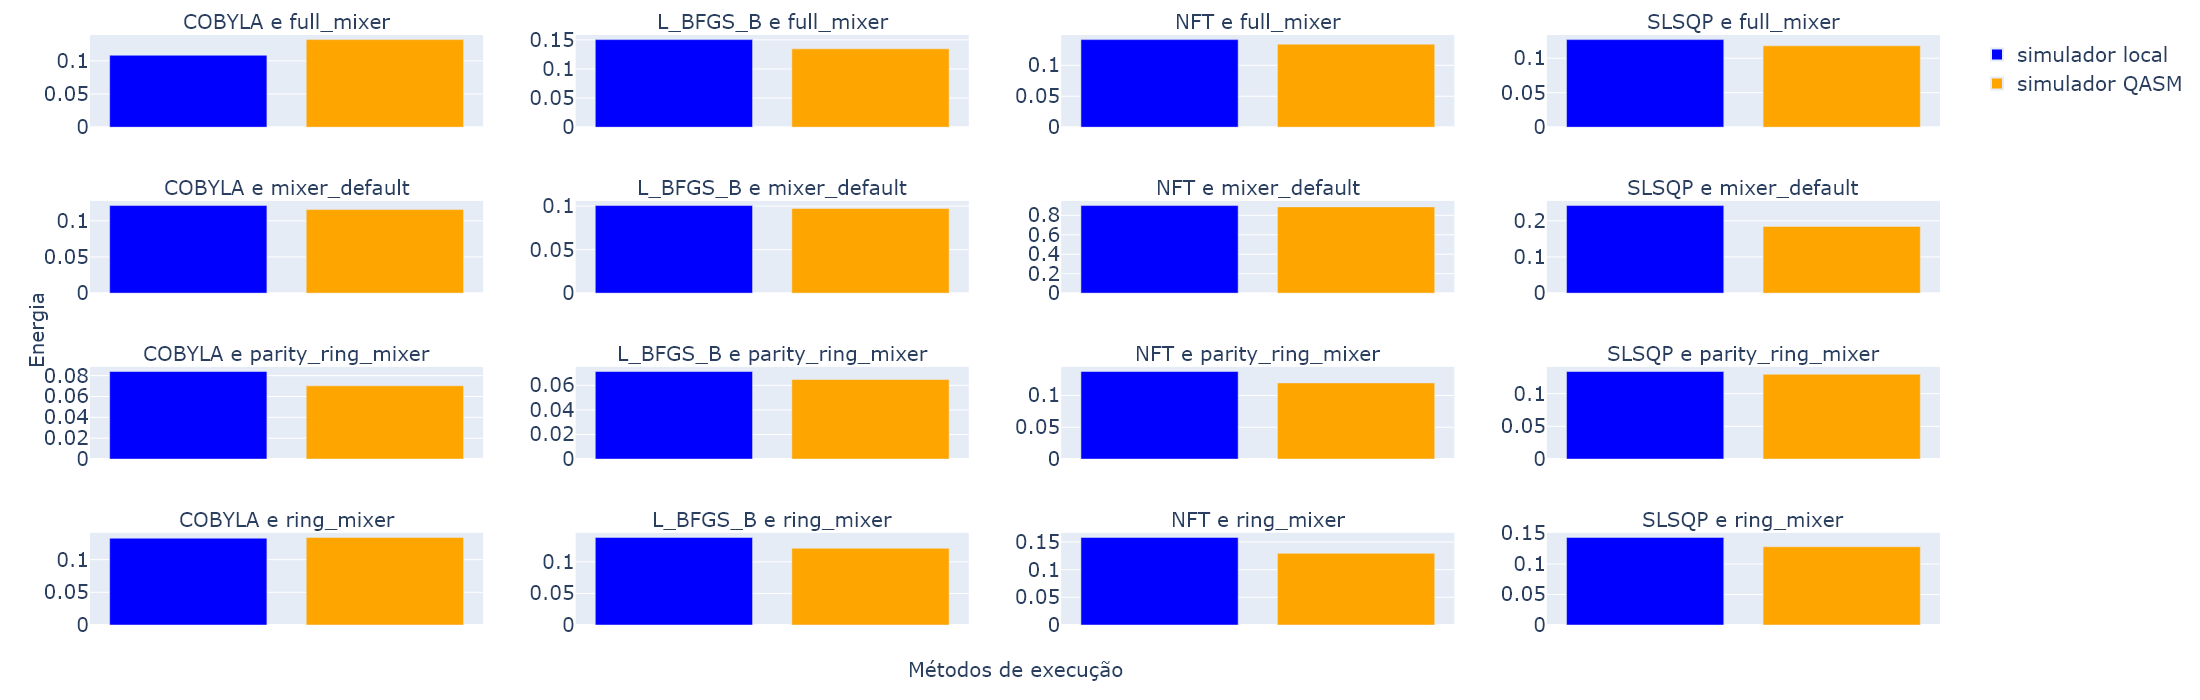 COBYLA e full_mixer
L_BFGS_B e full_mixer
NFT e full_mixer
SLSQP e full_mixer
0.1
0.05
0
0.15
0.1
0.05
0
0.1
0.05
0
0.1
0.05
0
simulador local
simulador QASM
COBYLA e mixer_default
L_BFGS_B e mixer_default
NFT e mixer_default
SLSQP e mixer_default
0.1
0.05
0
0.1
0.05
0
0.8
0.6
0.4
0.2
0
0.2
0.1
0
Energia
COBYLA e parity_ring_mixer
L_BFGS_B e parity_ring_mixer
NFT e parity_ring_mixer
SLSQP e parity_ring_mixer
0.08
0.06
0.04
0.02
0
0.06
0.04
0.02
0
0.1
0.05
0
0.1
0.05
0
COBYLA e ring_mixer
L_BFGS_B e ring_mixer
NFT e ring_mixer
SLSQP e ring_mixer
0.1
0.05
0
0.1
0.05
0
0.15
0.1
0.05
0
0.15
0.1
0.05
0
Métodos de execução